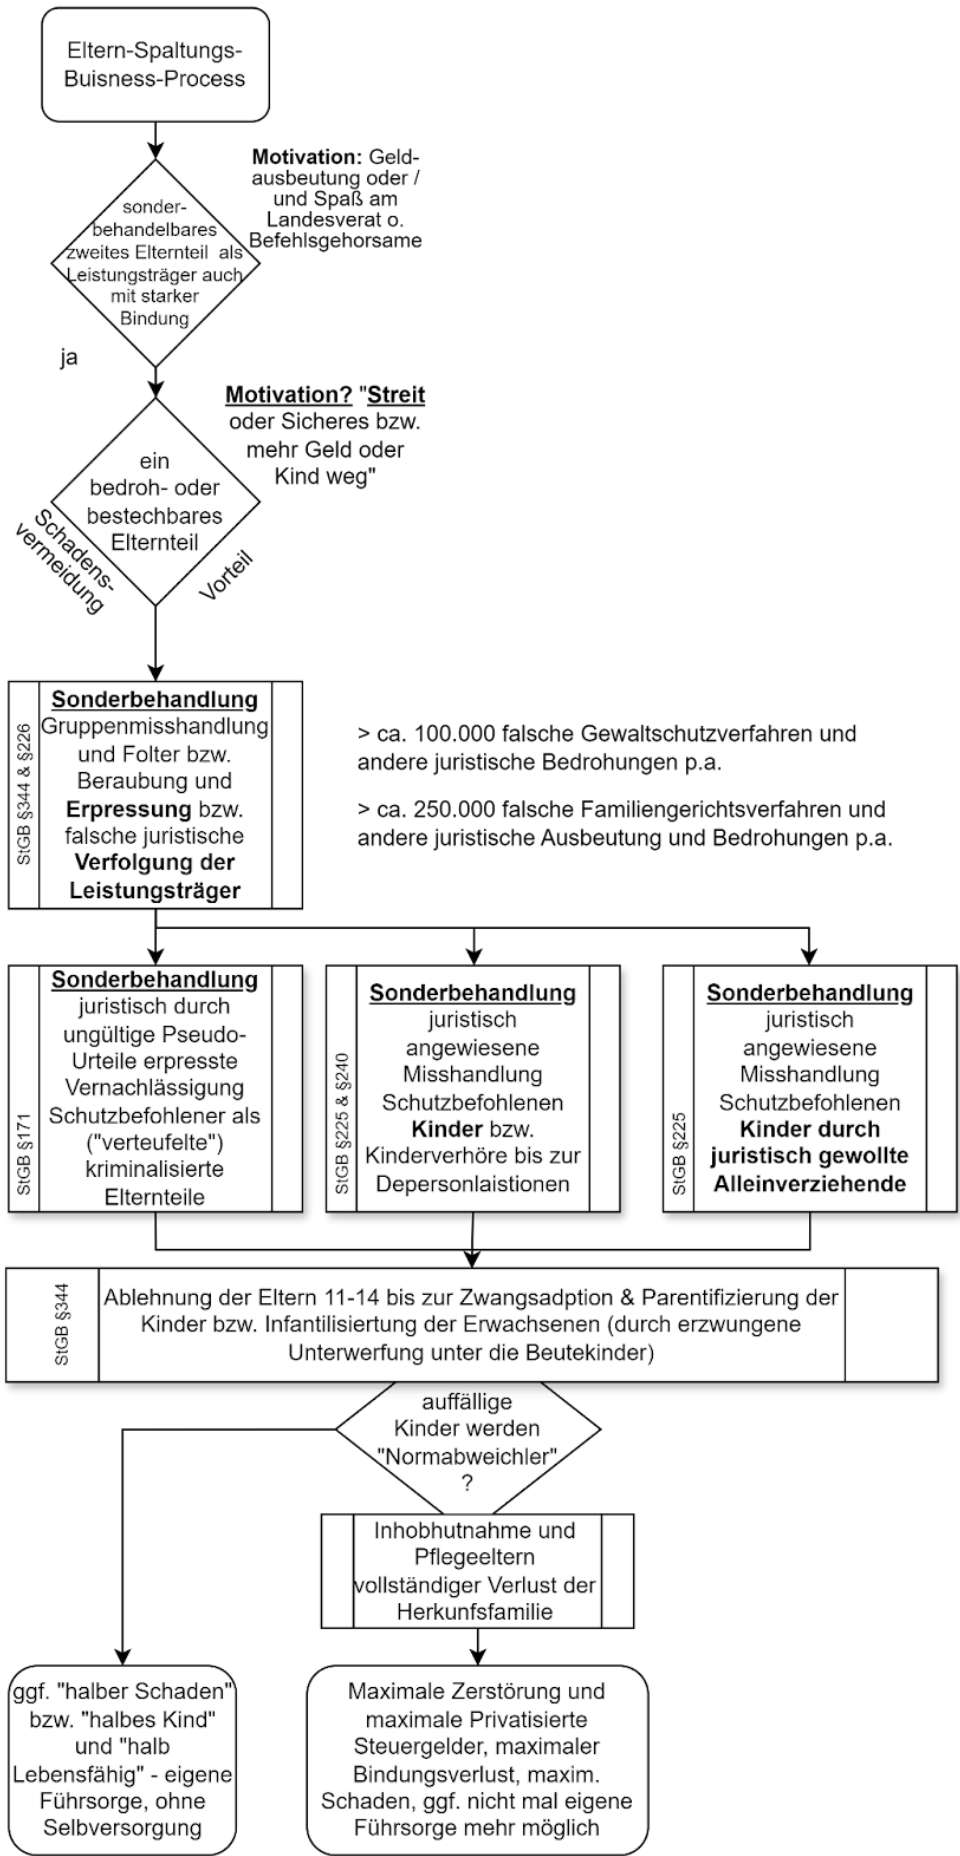 Eltern-Spaltungs-
Buisness-Process
Motivation: Geld-
ausbeutung oder /
und Spaß am
Landesverat o.
Befehlsgehorsame
sonder-
behandelbares
zweites Elternteil als
Leistungsträger auch
mit starker
Bindung
ja
Motivation? "Streit
oder Sicheres bzw.
mehr Geld oder
Kind weg"
ein
bedroh- oder
bestechbares
Elternteil
Schadens-
vermeidung
Vorteil
StGB §344 & §226
Sonderbehandlung
Gruppenmisshandlung
und Folter bzw.
Beraubung und
Erpressung bzw.
falsche juristische
Verfolgung der
Leistungsträger
> ca. 100.000 falsche Gewaltschutzverfahren und
andere juristische Bedrohungen p.a.
> ca. 250.000 falsche Familiengerichtsverfahren und
andere juristische Ausbeutung und Bedrohungen p.a.
StGB §171
Sonderbehandlung
juristisch durch
ungültige Pseudo-
Urteile erpresste
Vernachlässigung
Schutzbefohlener als
("verteufelte")
kriminalisierte
Elternteile
StGB §225 & §240
Sonderbehandlung
juristisch
angewiesene
Misshandlung
Schutzbefohlenen
Kinder bzw.
Kinderverhöre bis zur
Depersonlaistionen
StGB §225
Sonderbehandlung
juristisch
angewiesene
Misshandlung
Schutzbefohlenen
Kinder durch
juristisch gewollte
Alleinverziehende
StGB §344
Ablehnung der Eltern 11-14 bis zur Zwangsadption & Parentifizierung der
Kinder bzw. Infantilisiertung der Erwachsenen (durch erzwungene
Unterwerfung unter die Beutekinder)
auffällige
Kinder werden
"Normabweichler"
?
Inhobhutnahme und
Pflegeeltern
vollständiger Verlust der
Herkunfsfamilie
ggf. "halber Schaden"
bzw. "halbes Kind"
und "halb
Lebensfähig" - eigene
Führsorge, ohne
Selbversorgung
Maximale Zerstörung und
maximale Privatisierte
Steuergelder, maximaler
Bindungsverlust, maxim.
Schaden, ggf. nicht mal eigene
Führsorge mehr möglich